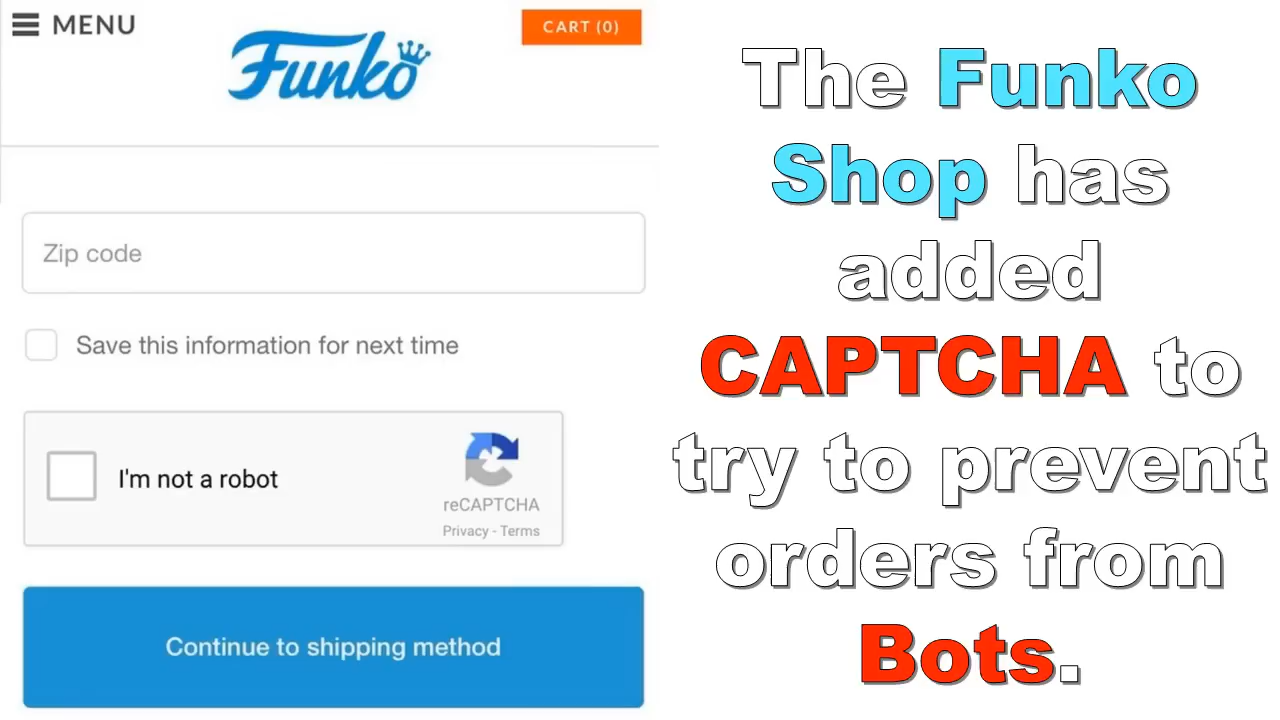 MENU
Funko
CART (0)
Zip code
Save this information for next time
I'm not a robot
reCAPTCHA
Privacy - Terms
Continue to shipping method
The Funko
Shop has
added
CAPTCHA to
try to prevent
orders from
Bots.